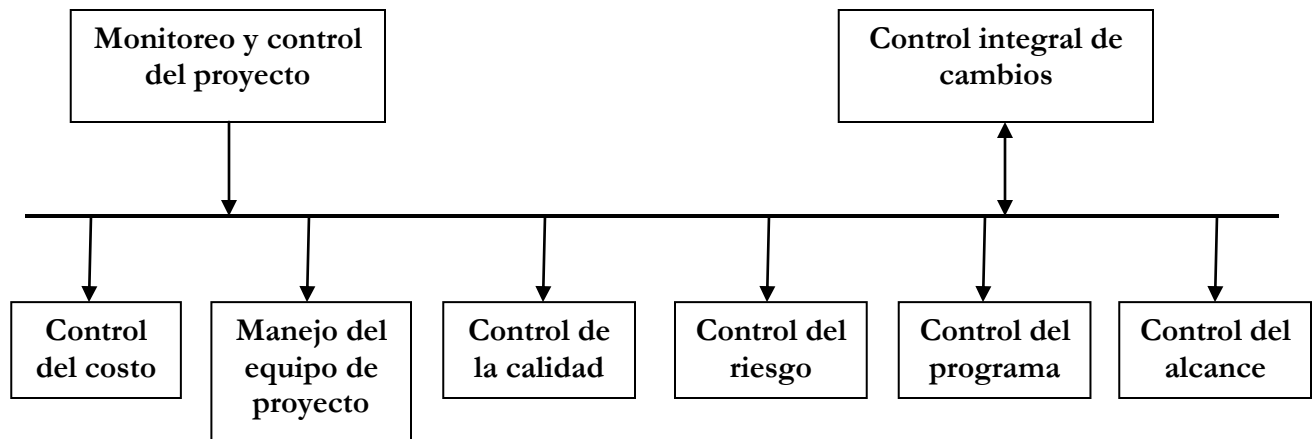 Monitoreo y control
del proyecto
Control integral de
cambios
Control
del costo
Manejo del
equipo de
proyecto
Control de
la calidad
Control del
riesgo
Control del
programa
Control del
alcance